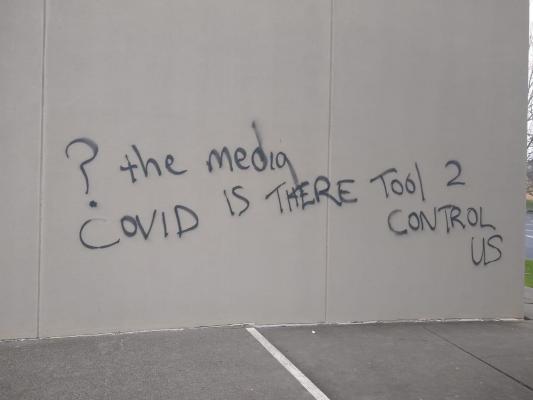 ? the media
COVID IS THERE TOOl 2
CONTROL
US